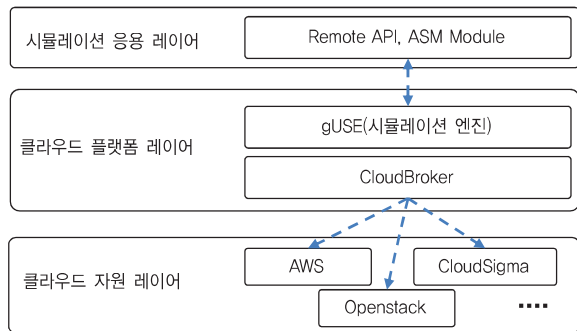 시뮬레이션 응용 레이어
Remote API, ASM Module
클라우드 플랫폼 레이어
gUSE(시뮬레이션 엔진)
CloudBroker
클라우드 자원 레이어
AWS
CloudSigma
Openstack
····